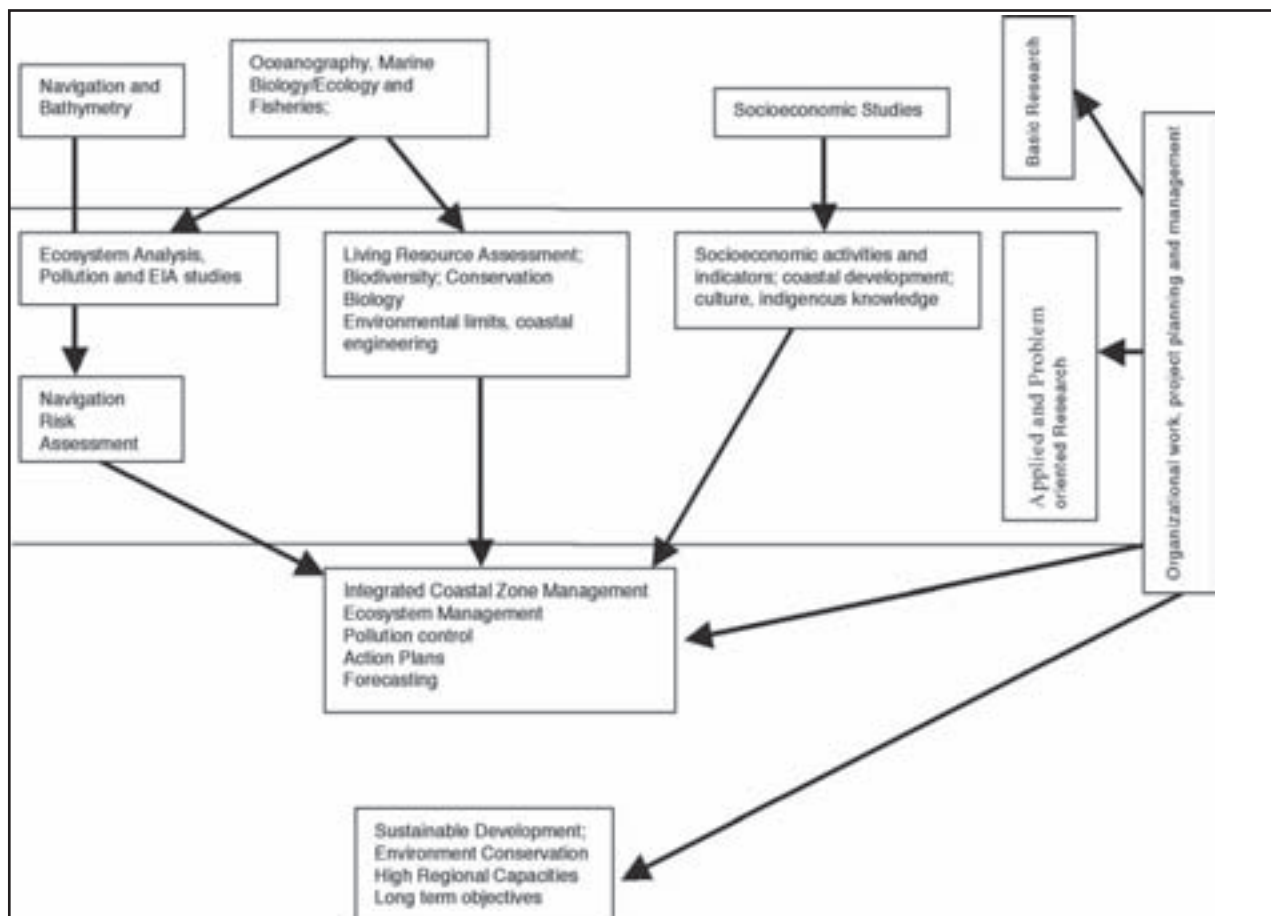 Navigation and
Bathymetry
Oceanography, Marine
Biology/Ecology and
Fisheries;
Socioeconomic Studies
Basic Research
Ecosystem Analysis,
Pollution and EIA studies
Living Resource Assessment;
Biodiversity; Conservation
Biology
Environmental limits, coastal
engineering
Socioeconomic activities and
indicators; coastal development;
culture, indigenous knowledge
Applied and Problem
oriented Research
Organizational work, project planning and management
Navigation
Risk
Assessment
Integrated Coastal Zone Management
Ecosystem Management
Pollution control
Action Plans
Forecasting
Sustainable Development;
Environment Conservation
High Regional Capacities
Long term objectives